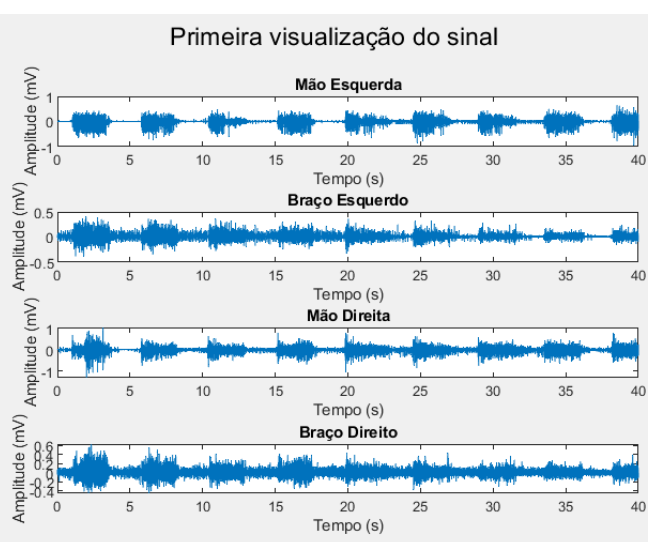 Primeira visualização do sinal
Mão Esquerda
Amplitude (mV)
1
0
-1
0 5 10 15 20 25 30 35 40
Tempo (s)
Braço Esquerdo
Amplitude (mV)
0.5
0
-0.5
0 5 10 15 20 25 30 35 40
Tempo (s)
Mão Direita
Amplitude (mV)
1
0
-1
0 5 10 15 20 25 30 35 40
Tempo (s)
Braço Direito
Amplitude (mV)
0.6
0.4
0.2
0
-0.2
-0.4
0 5 10 15 20 25 30 35 40
Tempo (s)